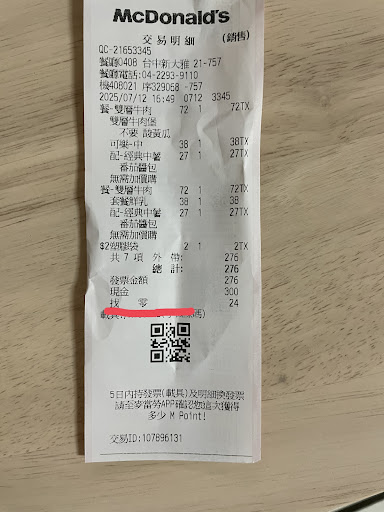 McDonald's
交易明細 (銷售)
QC-21653345
餐廳0408 台中新大雅 21-757
餐廳電話:04-2293-9110
機408021 序329068 -757
2025/07/12 16:49 0712 3345
餐-雙層牛肉 72 1 72TX
雙層牛肉堡
不要 酸黃瓜
可樂-中 38 1 38TX
配-經典中薯 27 1 27TX
番茄醬包
無需加價購
餐-雙層牛肉 72 1 72TX
套餐鮮乳 38 1 38
配-經典中薯 27 1 27TX
番茄醬包
無需加價購
$2塑膠袋 2 1 2TX
共 7 項 外 帶: 276
總 計: 276
發票金額 276
現金 300
找 零 24
5日內持發票(載具)及明細換發票
請至麥當勞APP確認您這次獲得
多少 M Point!
交易ID:107896131